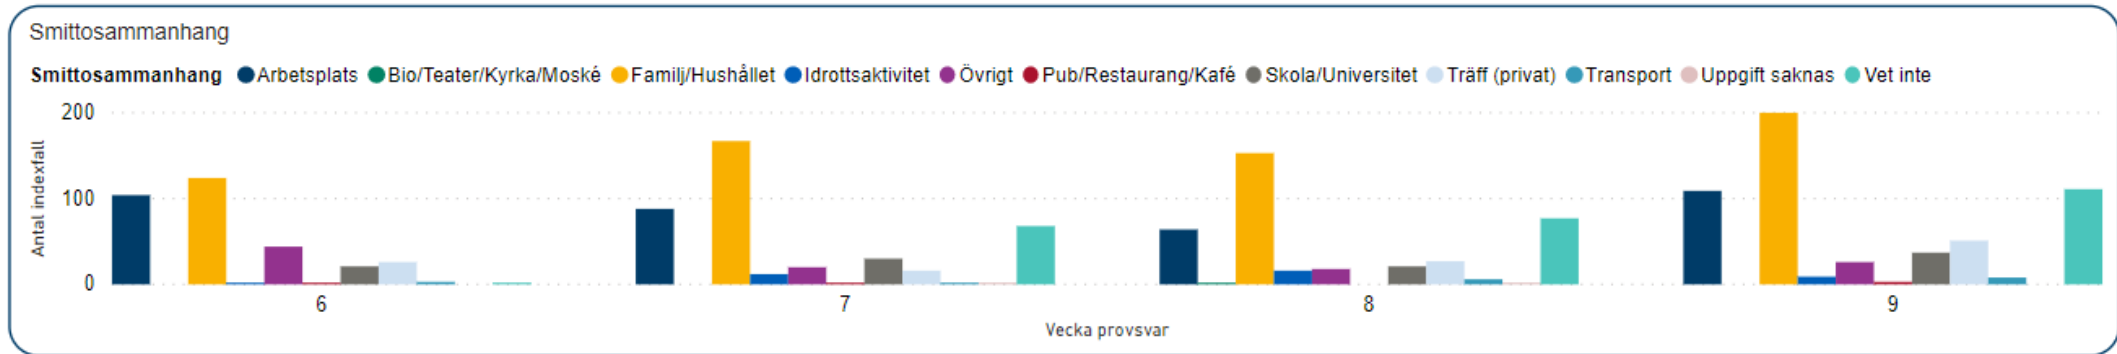 Smittosammanhang
Smittosammanhang Arbetsplats Bio/Teater/Kyrka/Moské Familj/Hushållet Idrottsaktivitet Övrigt Pub/Restaurang/Kafé Skola/Universitet Träff (privat) Transport Uppgift saknas Vet inte
Antal indexfall
200
100
0
6 7 8 9
Vecka provsvar